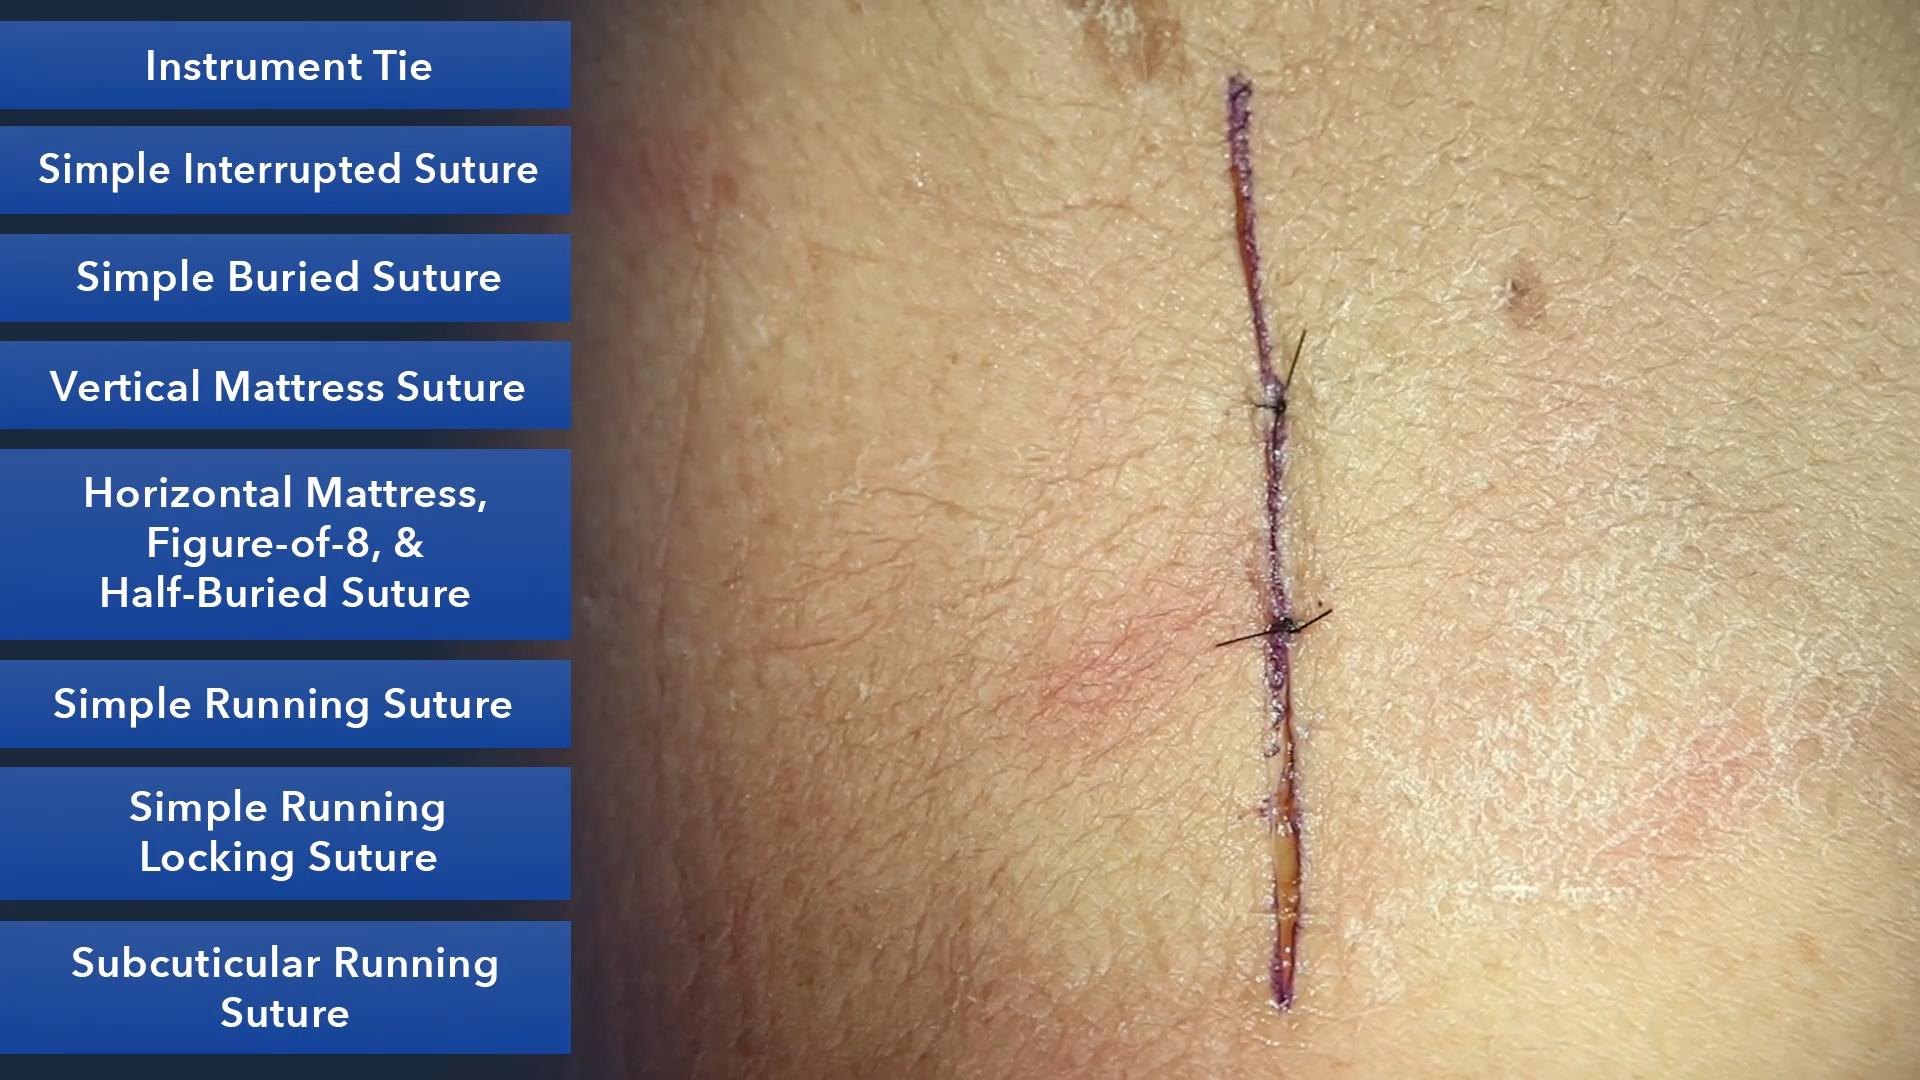 Instrument Tie
Simple Interrupted Suture
Simple Buried Suture
Vertical Mattress Suture
Horizontal Mattress,
Figure-of-8, &
Half-Buried Suture
Simple Running Suture
Simple Running
Locking Suture
Subcuticular Running
Suture